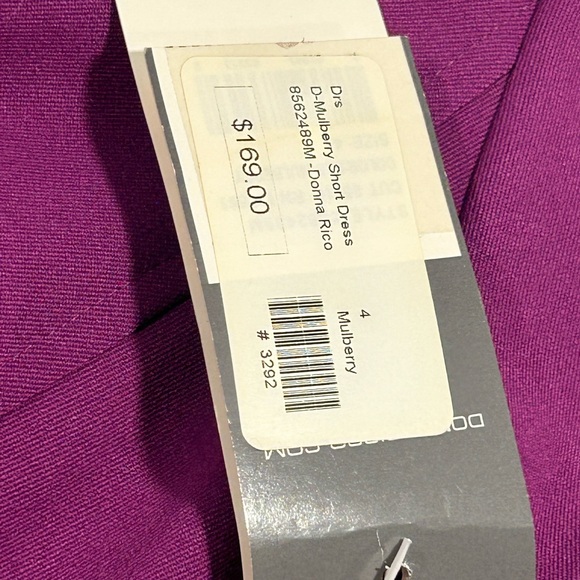 Drs
D-Mulberry Short Dress
8562489M -Donna Rico
$169.00
4
Mulberry
# 3292